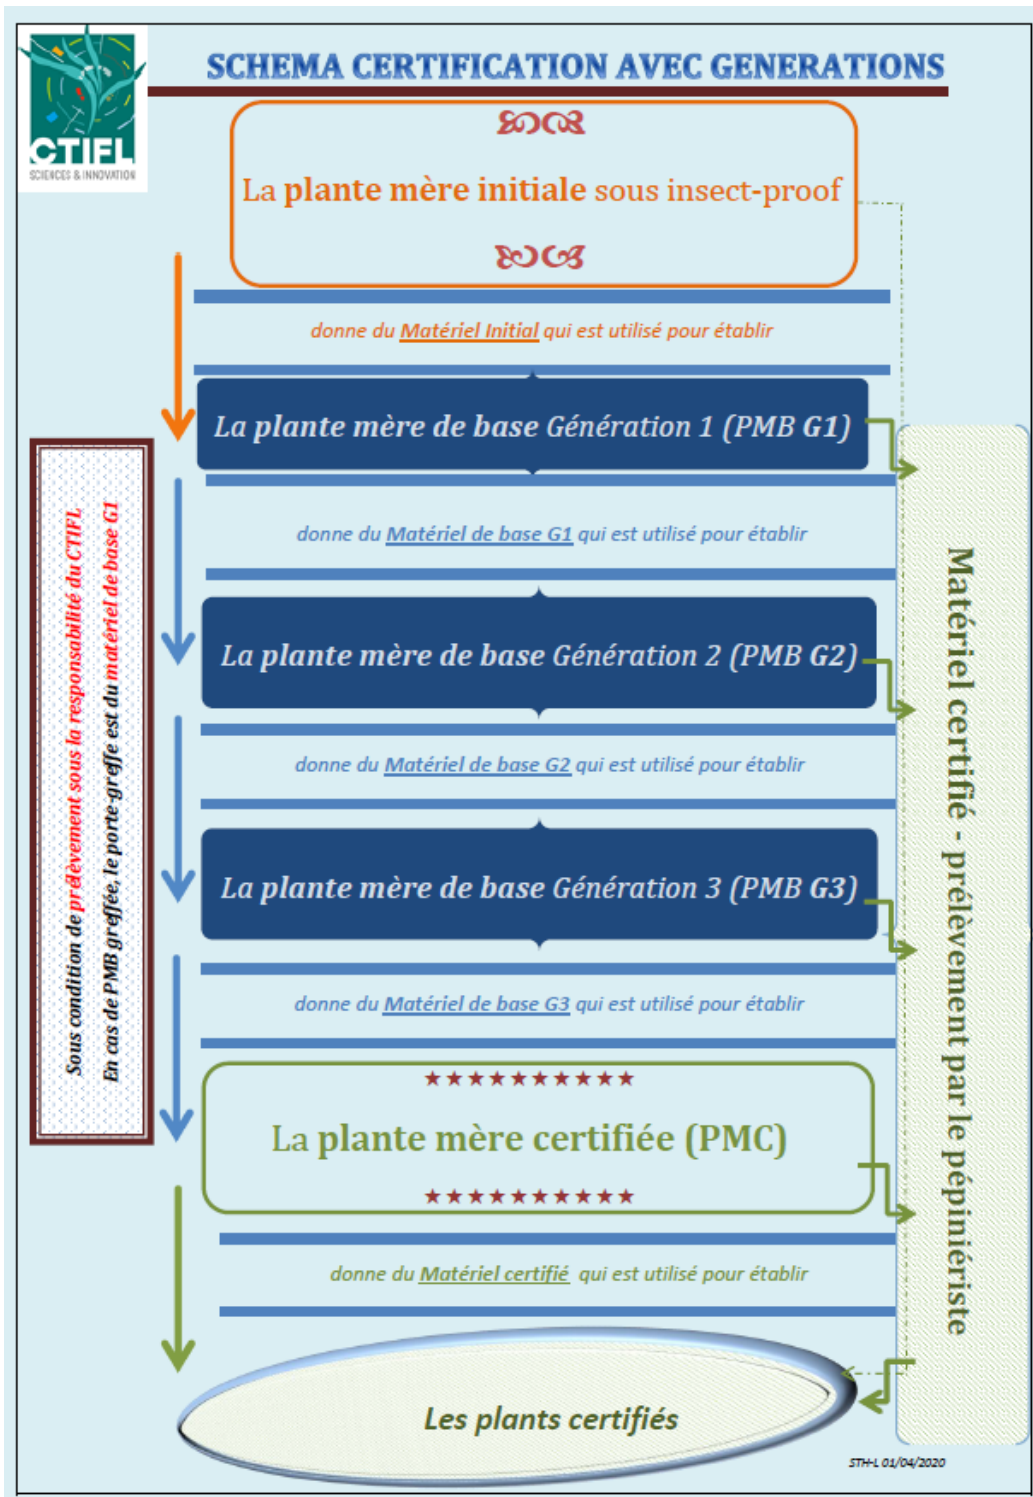 CTIFL
SCIENCES & INNOVATION
SCHEMA CERTIFICATION AVEC GENERATIONS
La plante mère initiale sous insect-proof
donne du Matériel Initial qui est utilisé pour établir
La plante mère de base Génération 1 (PMB G1)
donne du Matériel de base G1 qui est utilisé pour établir
La plante mère de base Génération 2 (PMB G2)
donne du Matériel de base G2 qui est utilisé pour établir
La plante mère de base Génération 3 (PMB G3)
donne du Matériel de base G3 qui est utilisé pour établir
La plante mère certifiée (PMC)
donne du Matériel certifié qui est utilisé pour établir
Les plants certifiés
Sous condition de prélèvement sous la responsabilité du CTIFL
En cas de PMB greffée, le porte-greffe est du matériel de base G1
Matériel certifié - prélèvement par le pépiniériste
STH-L 01/04/2020